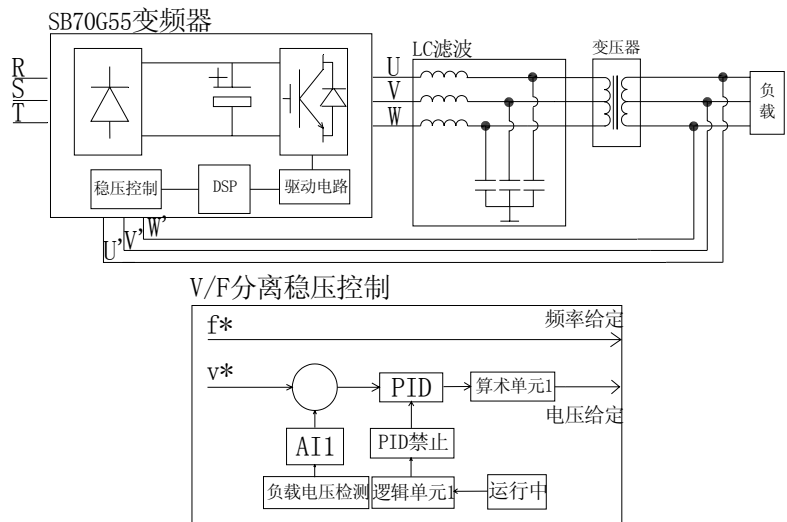 SB70G55变频器
LC滤波
变压器
R
S
T
U
V
W
负载
稳压控制
DSP
驱动电路
U'
V'
W'
V/F分离稳压控制
f*
频率给定
v*
PID
算术单元1
电压给定
AI1
PID禁止
负载电压检测
逻辑单元1
运行中